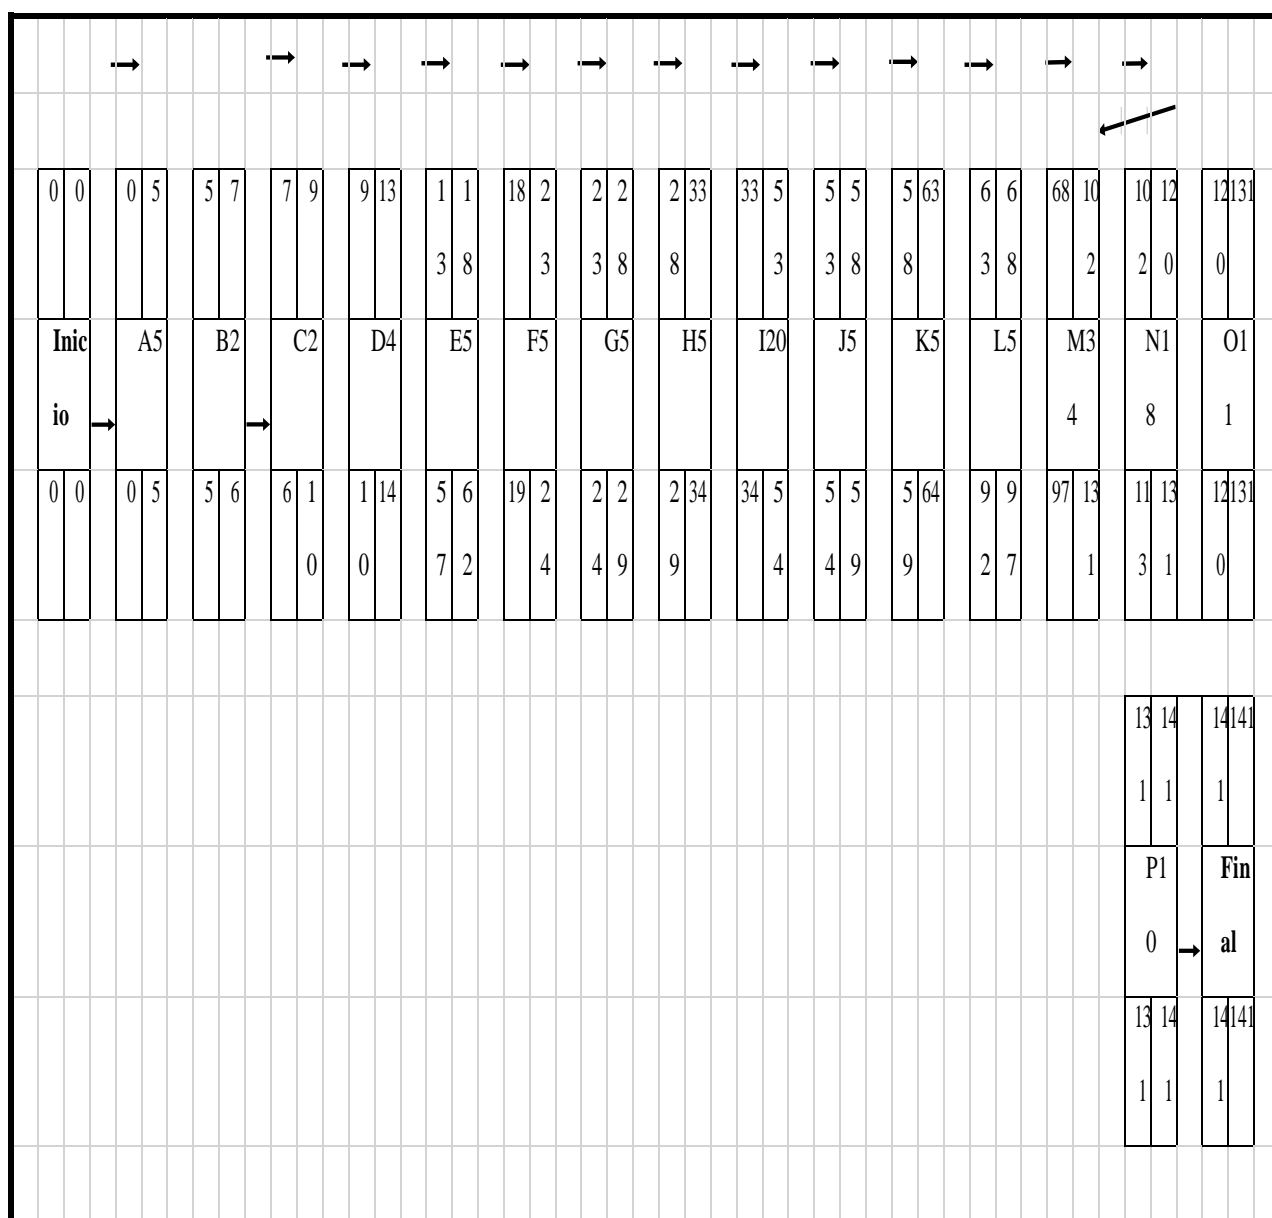 0 0 0 5 5 7 7 9 9 13 1 1 18 2 2 2 2 33 33 5 5 5 5 63 6 6 68 10 10 12 12 131
3 8 3 3 8 8 3 3 8 8 3 8 2 2 0 0
Inic A5 B2 C2 D4 E5 F5 G5 H5 I20 J5 K5 L5 M3 N1 O1
io 4 8 1
0 0 0 5 5 6 6 1 1 14 5 6 19 2 2 2 2 34 34 5 5 5 5 64 9 9 97 13 11 13 12 131
0 0 7 2 4 4 9 9 4 4 9 9 2 7 1 3 1 0
13 14 14 141
1 1 1
P1 Fin
0 al
13 14 14 141
1 1 1